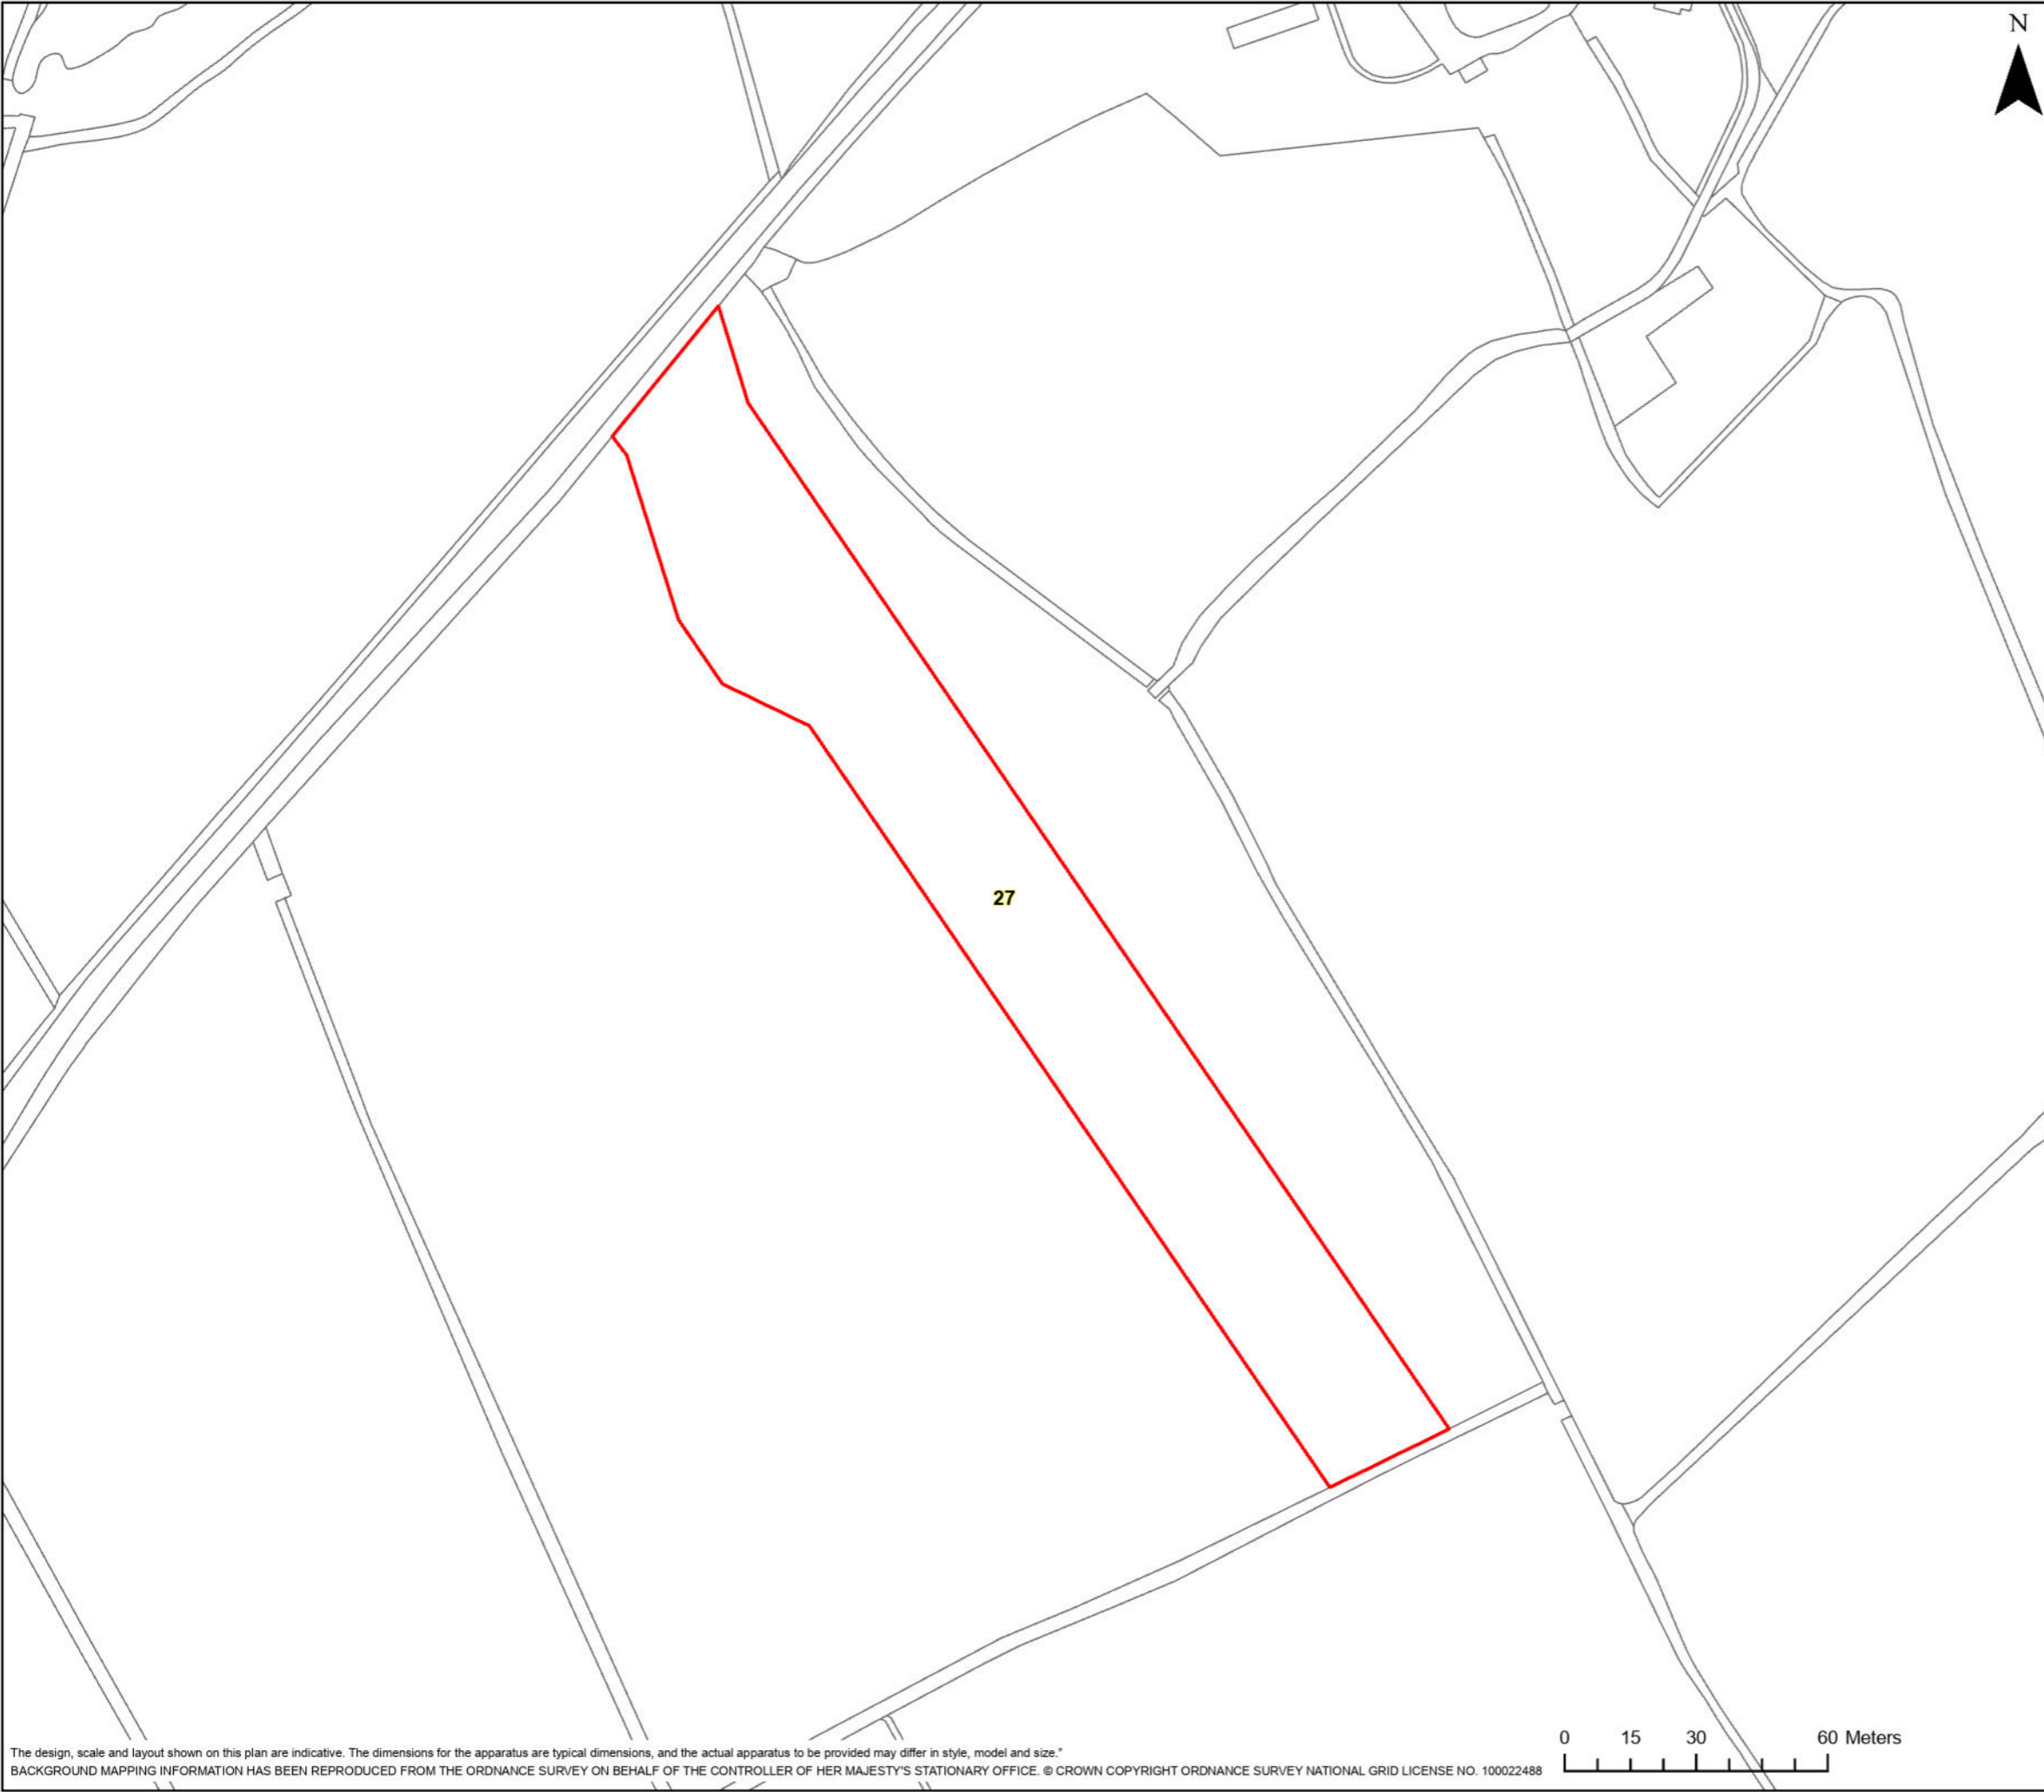 N
27
0 15 30 60 Meters
The design, scale and layout shown on this plan are indicative. The dimensions for the apparatus are typical dimensions, and the actual apparatus to be provided may differ in style, model and size."
BACKGROUND MAPPING INFORMATION HAS BEEN REPRODUCED FROM THE ORDNANCE SURVEY ON BEHALF OF THE CONTROLLER OF HER MAJESTY'S STATIONARY OFFICE. © CROWN COPYRIGHT ORDNANCE SURVEY NATIONAL GRID LICENSE NO. 100022488